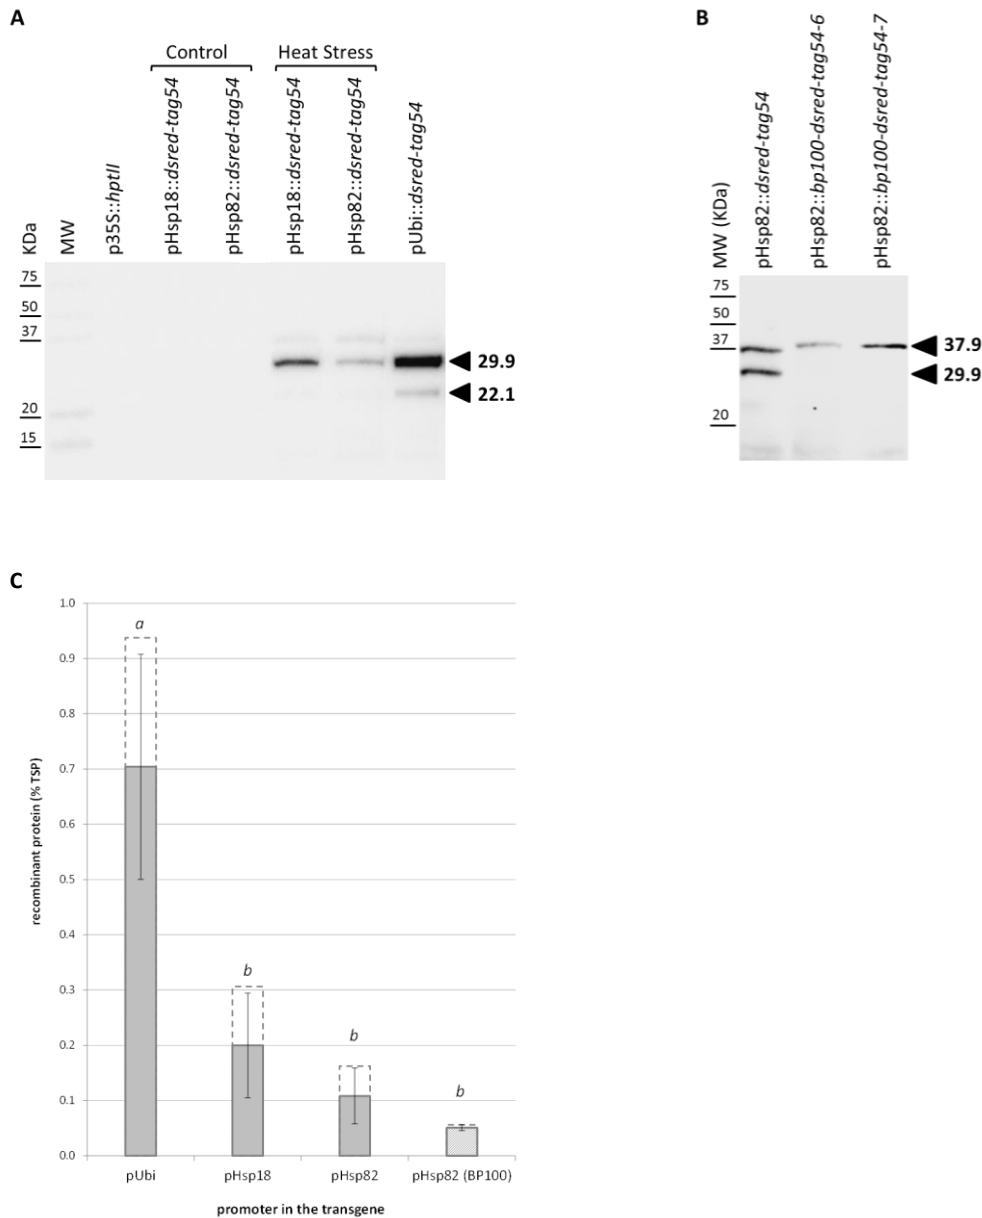 A
Control
Heat Stress
KDa
MW
p35S::hptII
pHsp18::dsred-tag54
pHsp82::dsred-tag54
pHsp18::dsred-tag54
pHsp82::dsred-tag54
pUbi::dsred-tag54
75
50
37
20
15
29.9
22.1
B
MW (KDa)
pHsp82::dsred-tag54
pHsp82::bp100-dsred-tag54-6
pHsp82::bp100-dsred-tag54-7
75
50
37
20
37.9
29.9
C
recombinant protein (% TSP)
1.0
0.9
0.8
0.7
0.6
0.5
0.4
0.3
0.2
0.1
0.0
a
b
b
b
pUbi
pHsp18
pHsp82
pHsp82 (BP100)
promoter in the transgene